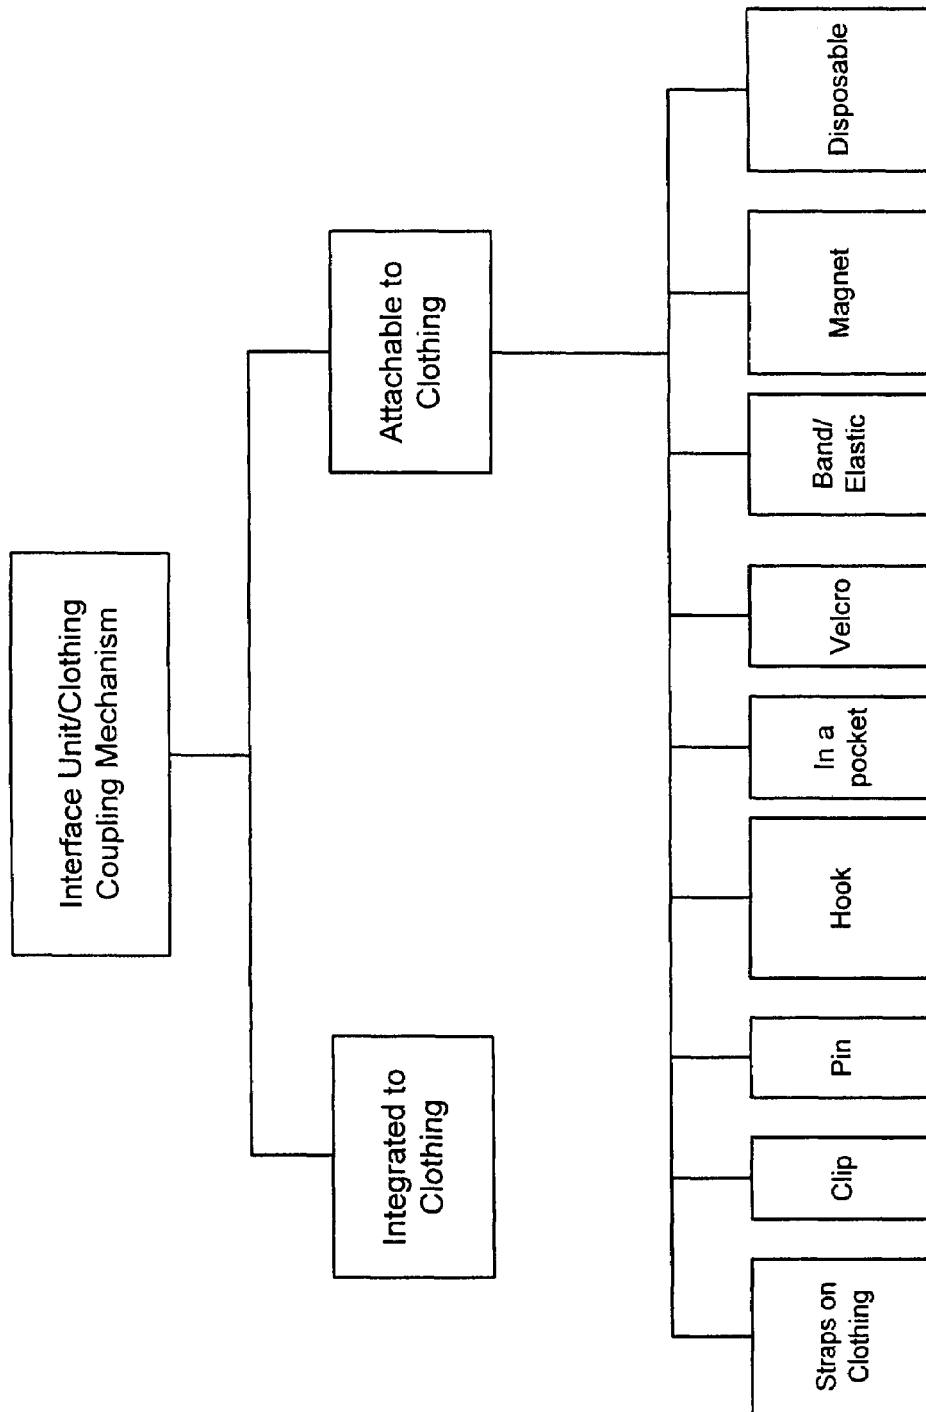 Interface Unit/Clothing
Coupling Mechanism
Integrated to
Clothing
Attachable to
Clothing
Straps on
Clothing
Clip
Pin
Hook
In a
pocket
Velcro
Band/
Elastic
Magnet
Disposable